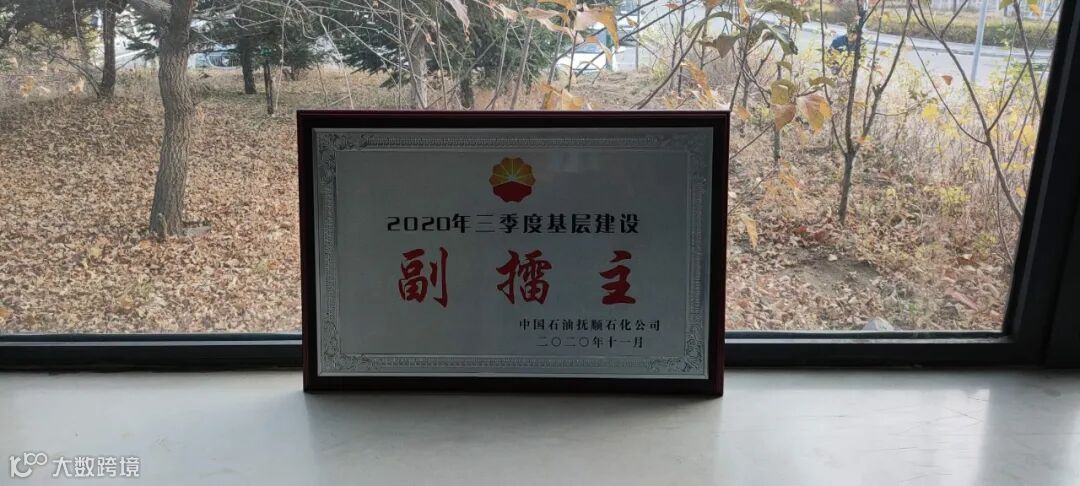 2020年三季度基层建设
副擂主
中国石油抚顺石化公司
二〇二〇年十一月
大数跨境